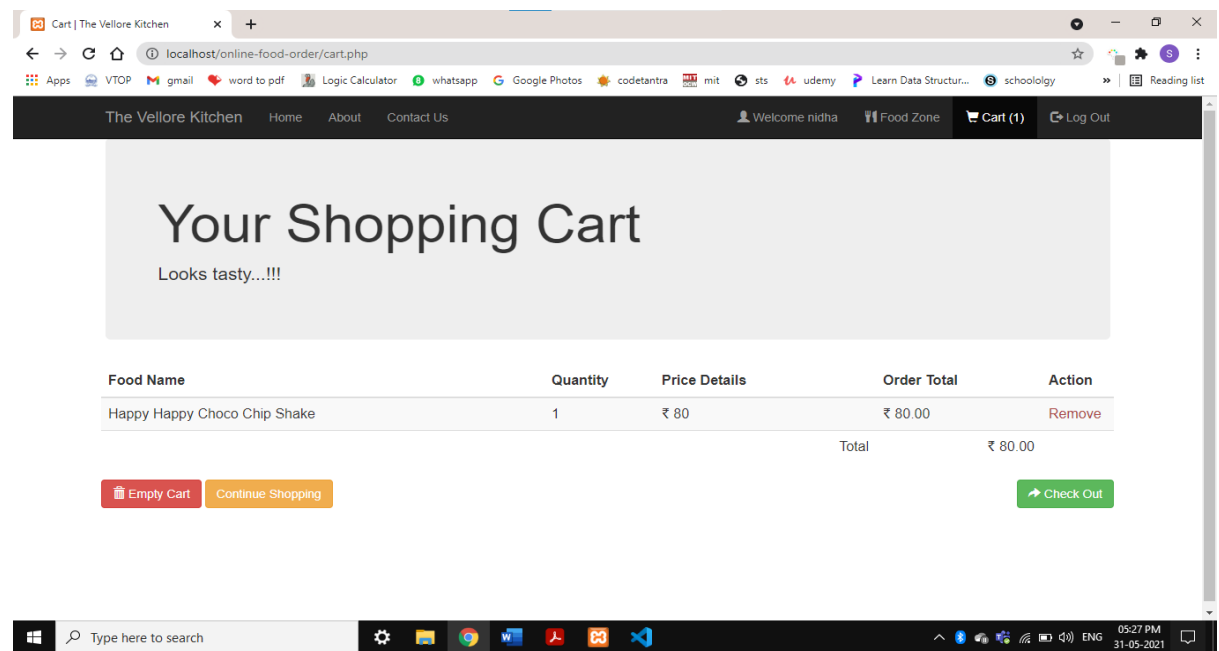 Cart | The Vellore Kitchen
localhost/online-food-order/cart.php
Apps VTOP gmail word to pdf Logic Calculator whatsapp Google Photos codetantra mit sts udemy Learn Data Structur... schoololgy » Reading list
The Vellore Kitchen Home About Contact Us Welcome nidha Food Zone Cart (1) Log Out
Your Shopping Cart
Looks tasty...!!!
Food Name Quantity Price Details Order Total Action
Happy Happy Choco Chip Shake 1 ₹ 80 ₹ 80.00 Remove
Total ₹ 80.00
Empty Cart Continue Shopping Check Out
Type here to search ENG 05:27 PM
31-05-2021